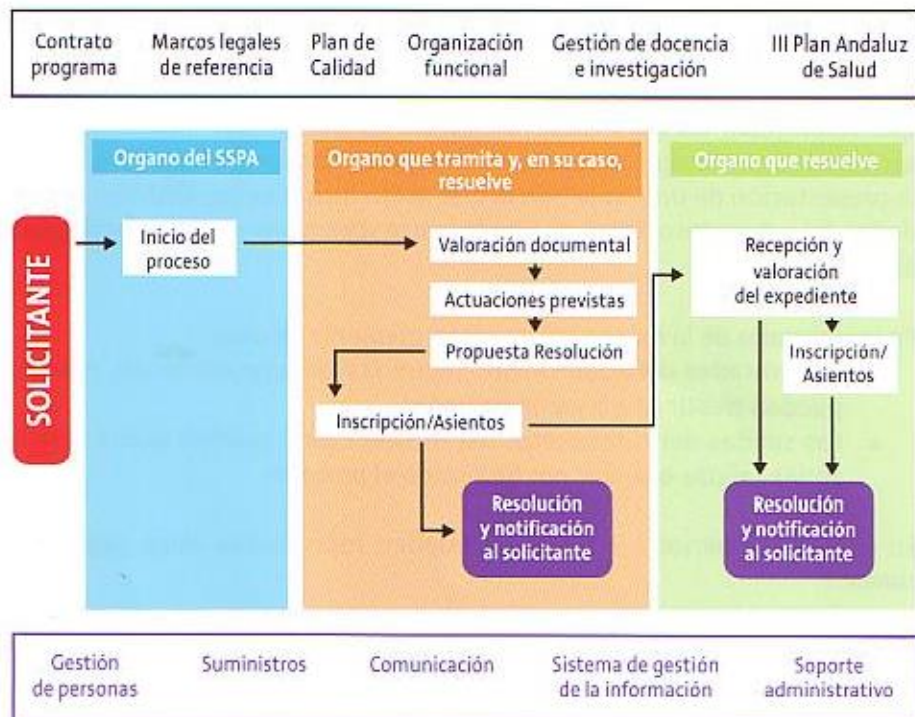 Contrato
programa
Marcos legales
de referencia
Plan de
Calidad
Organización
funcional
Gestión de docencia
e investigación
III Plan Andaluz
de Salud
Organo del SSPA
Organo que tramita y, en su caso,
resuelve
Organo que resuelve
SOLICITANTE
Inicio del
proceso
Valoración documental
Actuaciones previstas
Propuesta Resolución
Inscripción/Asientos
Resolución
y notificación
al solicitante
Recepción y
valoración
del expediente
Inscripción/
Asientos
Resolución
y notificación
al solicitante
Gestión
de personas
Suministros
Comunicación
Sistema de gestión
de la información
Soporte
administrativo